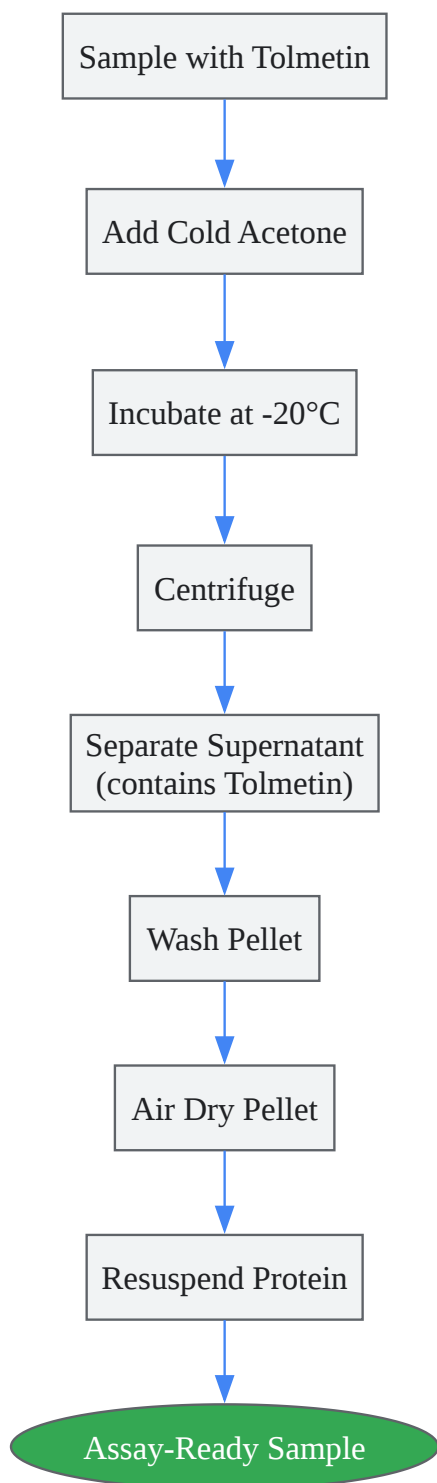 Sample with Tolmetin
Add Cold Acetone
Incubate at -20°C
Centrifuge
Separate Supernatant
(contains Tolmetin)
Wash Pellet
Air Dry Pellet
Resuspend Protein
Assay-Ready Sample